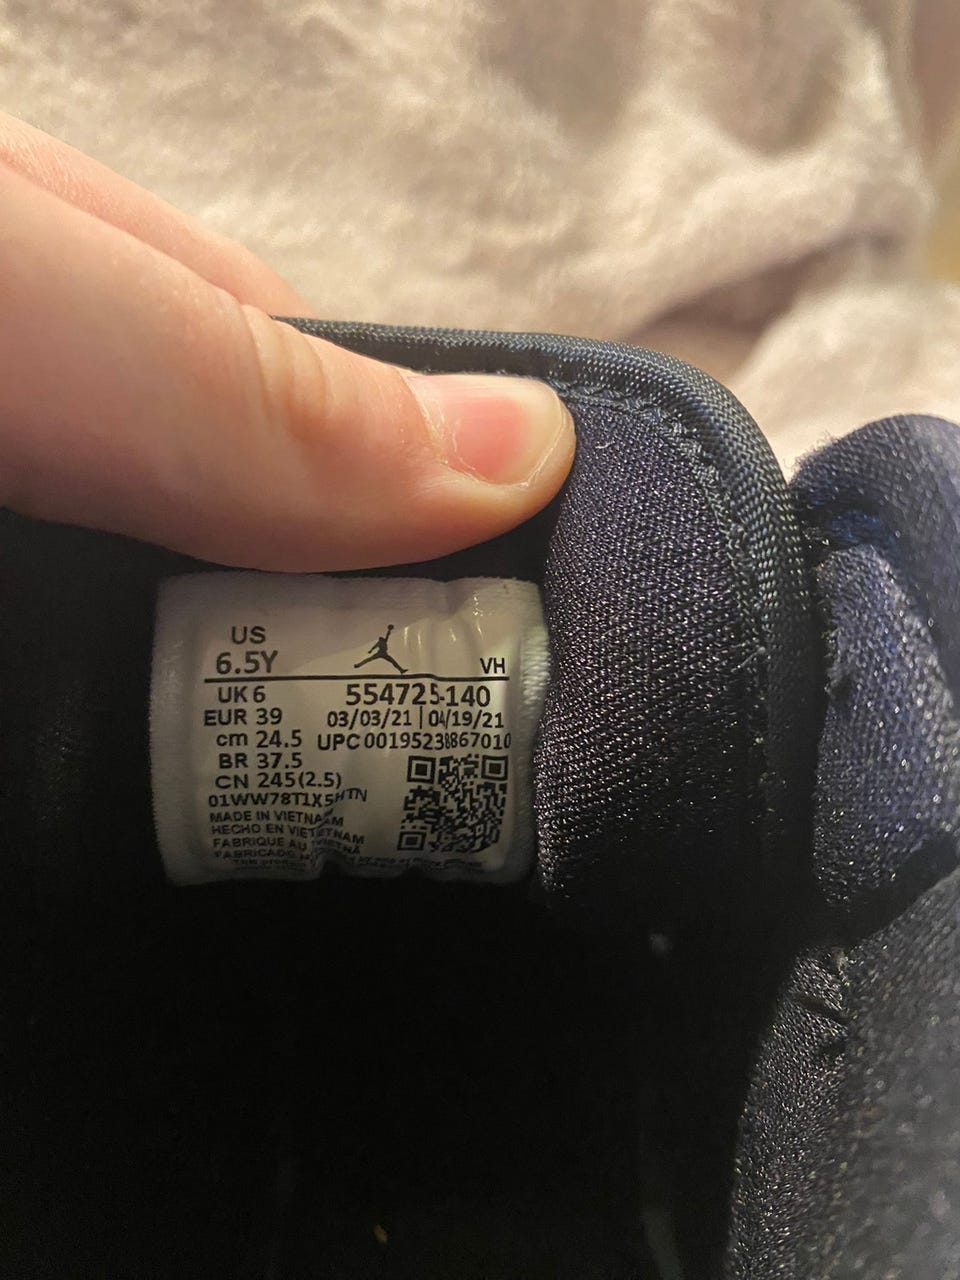 US
6.5Y
VH
UK 6
554725-140
EUR 39
03/03/21 | 04/19/21
cm 24.5
UPC 00195238867010
BR 37.5
CN 245(2.5)
01WW78T1X5HTN
MADE IN VIETNAM
HECHO EN VIETNAM
FABRIQUE AU VIETNAM
FABRICADO